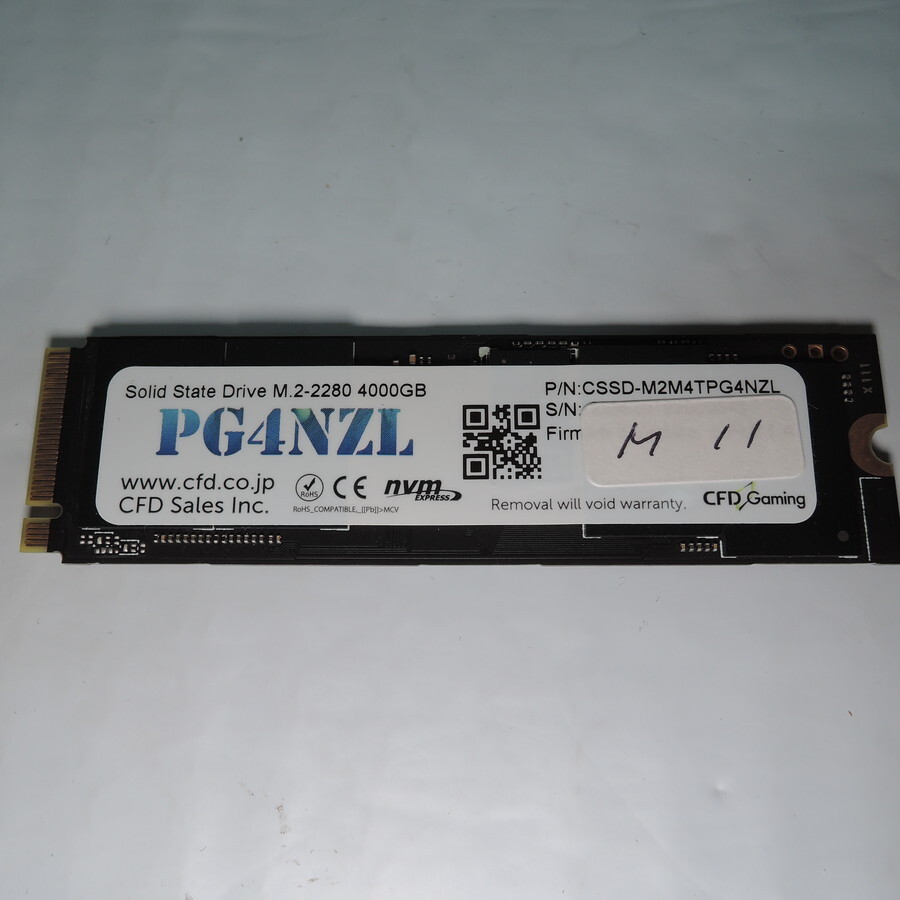 Solid State Drive M.2-2280 4000GB
PG4NZL
www.cfd.co.jp
CFD Sales Inc.
RoHS
CE
nvm
EXPRESS
RoHS_COMPATIBLE_[[Pb]]>MCV
P/N:CSSD-M2M4TPG4NZL
S/N:
Firm
M 11
Removal will void warranty.
CFD Gaming